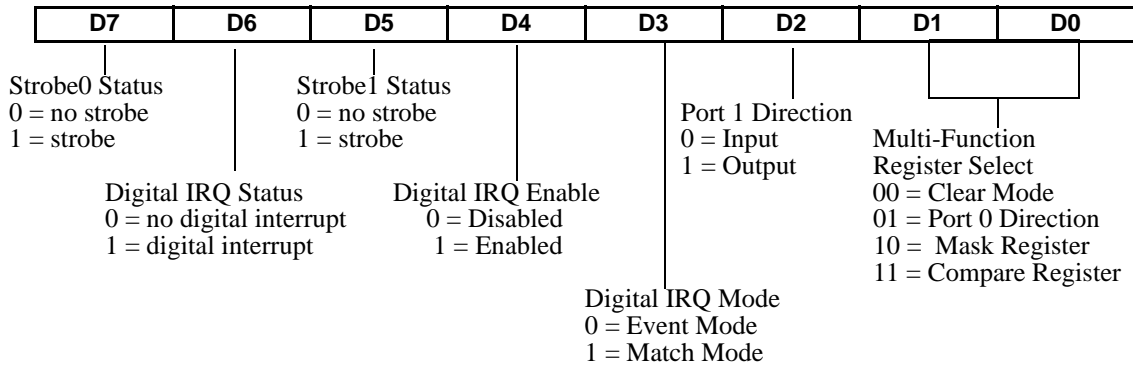 D7 D6 D5 D4 D3 D2 D1 D0
Strobe0 Status
0 = no strobe
1 = strobe
Strobe1 Status
0 = no strobe
1 = strobe
Port 1 Direction
0 = Input
1 = Output
Multi-Function
Register Select
00 = Clear Mode
01 = Port 0 Direction
10 = Mask Register
11 = Compare Register
Digital IRQ Status
0 = no digital interrupt
1 = digital interrupt
Digital IRQ Enable
0 = Disabled
1 = Enabled
Digital IRQ Mode
0 = Event Mode
1 = Match Mode